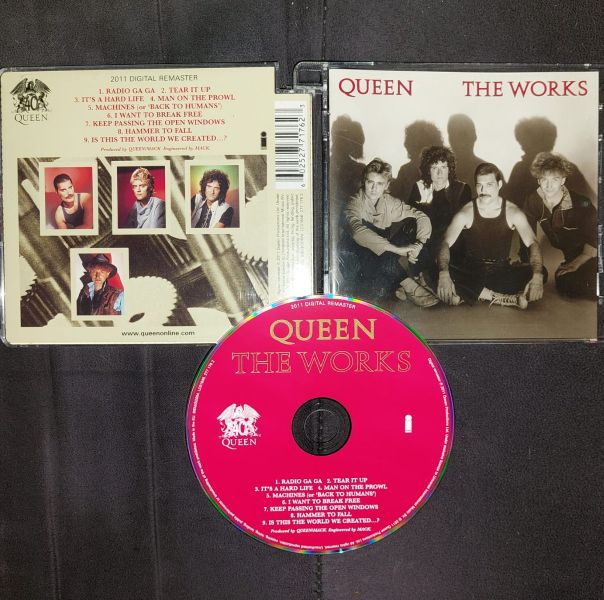 2011 DIGITAL REMASTER
1. RADIO GA GA 2. TEAR IT UP
3. IT'S A HARD LIFE 4. MAN ON THE PROWL
5. MACHINES (or 'BACK TO HUMANS')
6. I WANT TO BREAK FREE
7. KEEP PASSING THE OPEN WINDOWS
8. HAMMER TO FALL
9. IS THIS THE WORLD WE CREATED...?
Produced by QUEEN/MACK Engineered by MACK
40
QUEEN
6 02527 71762 3
www.queenonline.com
QUEEN THE WORKS
2011 DIGITAL REMASTER
QUEEN
THE WORKS
40
QUEEN
1. RADIO GA GA 2. TEAR IT UP
3. IT'S A HARD LIFE 4. MAN ON THE PROWL
5. MACHINES (or 'BACK TO HUMANS')
6. I WANT TO BREAK FREE
7. KEEP PASSING THE OPEN WINDOWS
8. HAMMER TO FALL
9. IS THIS THE WORLD WE CREATED...?
Produced by QUEEN/MACK Engineered by MACK